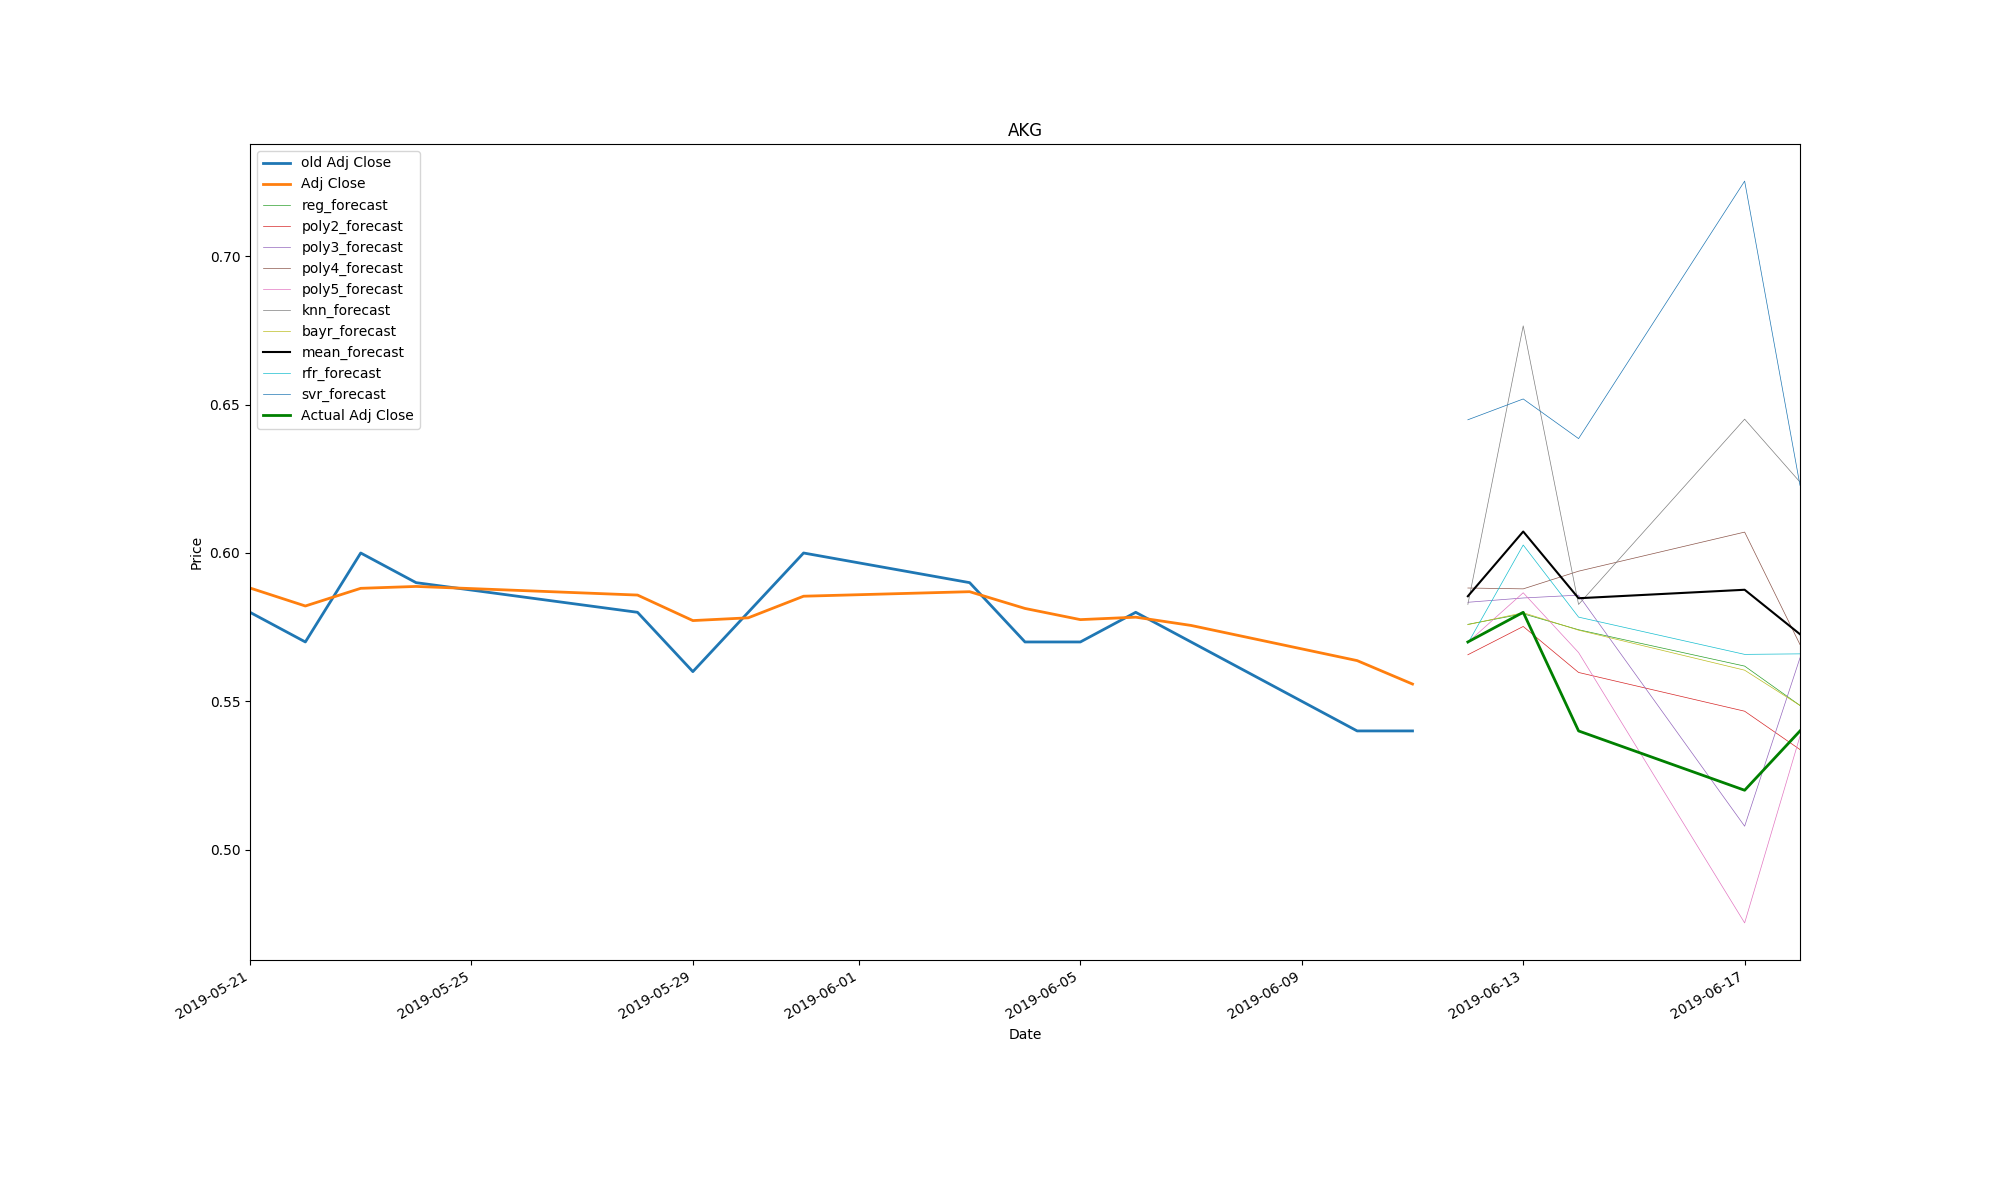 AKG
old Adj Close
Adj Close
reg_forecast
poly2_forecast
poly3_forecast
poly4_forecast
poly5_forecast
knn_forecast
bayr_forecast
mean_forecast
rfr_forecast
svr_forecast
Actual Adj Close
0.70
0.65
0.60
0.55
0.50
Price
2019-05-21
2019-05-25
2019-05-29
2019-06-01
2019-06-05
2019-06-09
2019-06-13
2019-06-17
Date